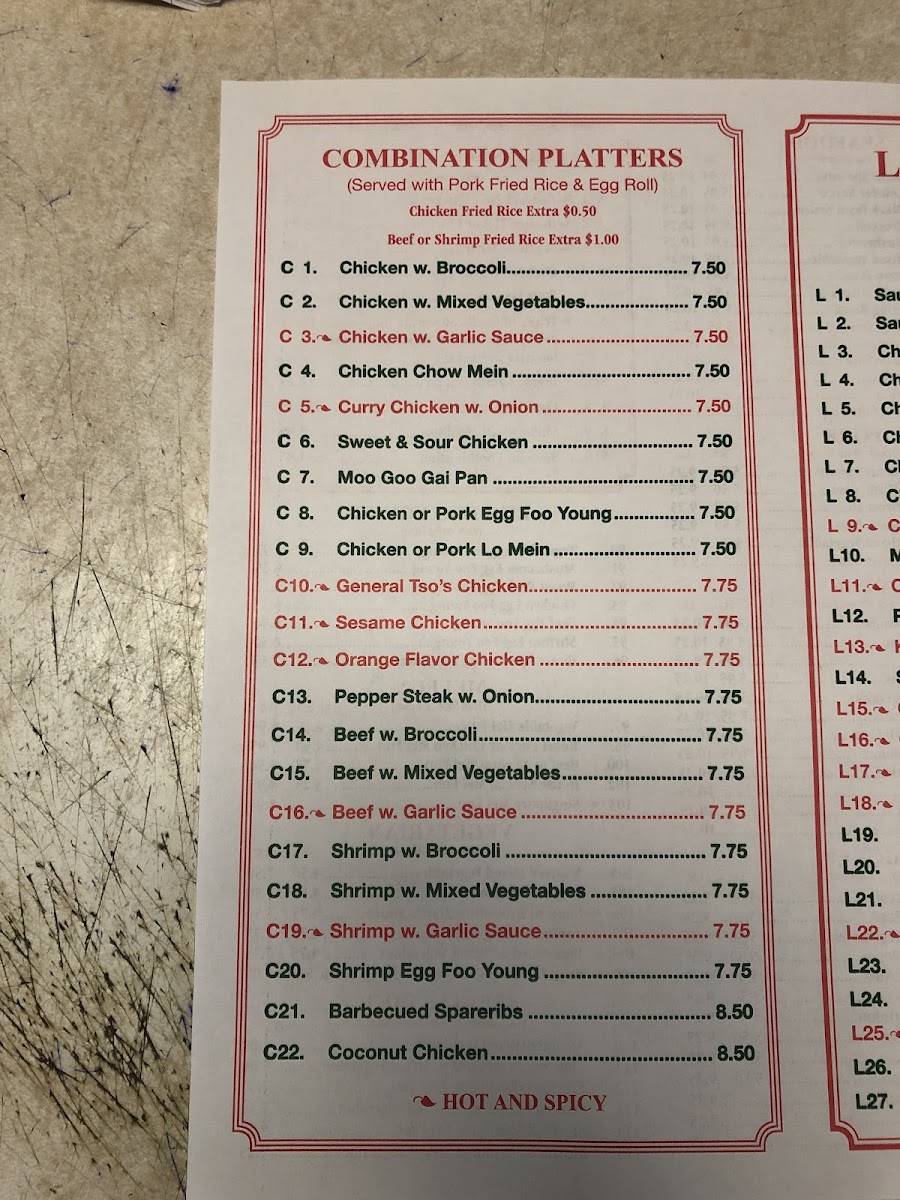 COMBINATION PLATTERS
(Served with Pork Fried Rice & Egg Roll)
Chicken Fried Rice Extra $0.50
Beef or Shrimp Fried Rice Extra $1.00
C 1. Chicken w. Broccoli 7.50
C 2. Chicken w. Mixed Vegetables 7.50
C 3. Chicken w. Garlic Sauce 7.50
C 4. Chicken Chow Mein 7.50
C 5. Curry Chicken w. Onion 7.50
C 6. Sweet & Sour Chicken 7.50
C 7. Moo Goo Gai Pan 7.50
C 8. Chicken or Pork Egg Foo Young 7.50
C 9. Chicken or Pork Lo Mein 7.50
C10. General Tso's Chicken 7.75
C11. Sesame Chicken 7.75
C12. Orange Flavor Chicken 7.75
C13. Pepper Steak w. Onion 7.75
C14. Beef w. Broccoli 7.75
C15. Beef w. Mixed Vegetables 7.75
C16. Beef w. Garlic Sauce 7.75
C17. Shrimp w. Broccoli 7.75
C18. Shrimp w. Mixed Vegetables 7.75
C19. Shrimp w. Garlic Sauce 7.75
C20. Shrimp Egg Foo Young 7.75
C21. Barbecued Spareribs 8.50
C22. Coconut Chicken 8.50
HOT AND SPICY
L 1.
L 2.
L 3.
L 4.
L 5.
L 6.
L 7.
L 8.
L 9.
L10.
L11.
L12.
L13.
L14.
L15.
L16.
L17.
L18.
L19.
L20.
L21.
L22.
L23.
L24.
L25.
L26.
L27.